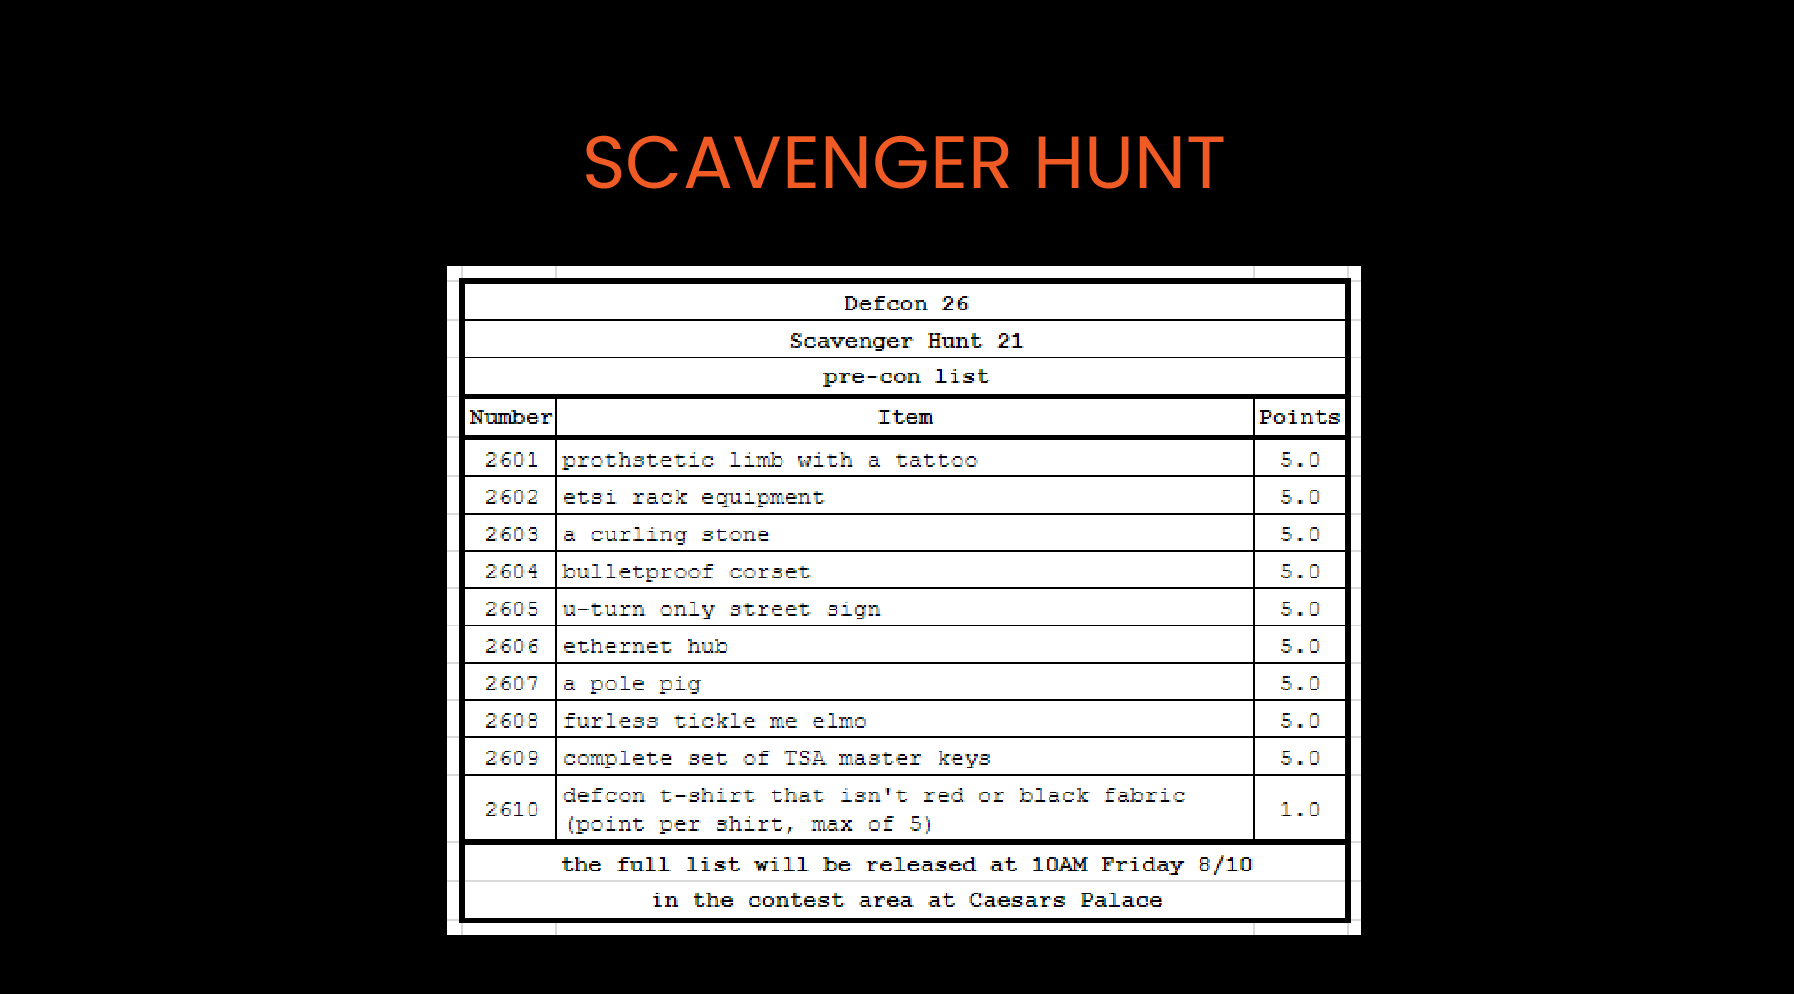 SCAVENGER HUNT
Defcon 26
Scavenger Hunt 21
pre-con list
Number Item Points
2601 prothstetic limb with a tattoo 5.0
2602 etsi rack equipment 5.0
2603 a curling stone 5.0
2604 bulletproof corset 5.0
2605 u-turn only street sign 5.0
2606 ethernet hub 5.0
2607 a pole pig 5.0
2608 furless tickle me elmo 5.0
2609 complete set of TSA master keys 5.0
2610 defcon t-shirt that isn't red or black fabric 1.0
(point per shirt, max of 5)
the full list will be released at 10AM Friday 8/10
in the contest area at Caesars Palace